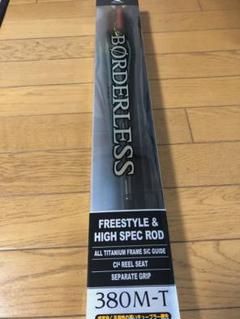 BORDERLESS
FREESTYLE &
HIGH SPEC ROD
ALL TITANIUM FRAME SiC GUIDE
CI4 REEL SEAT
SEPARATE GRIP
380M-T